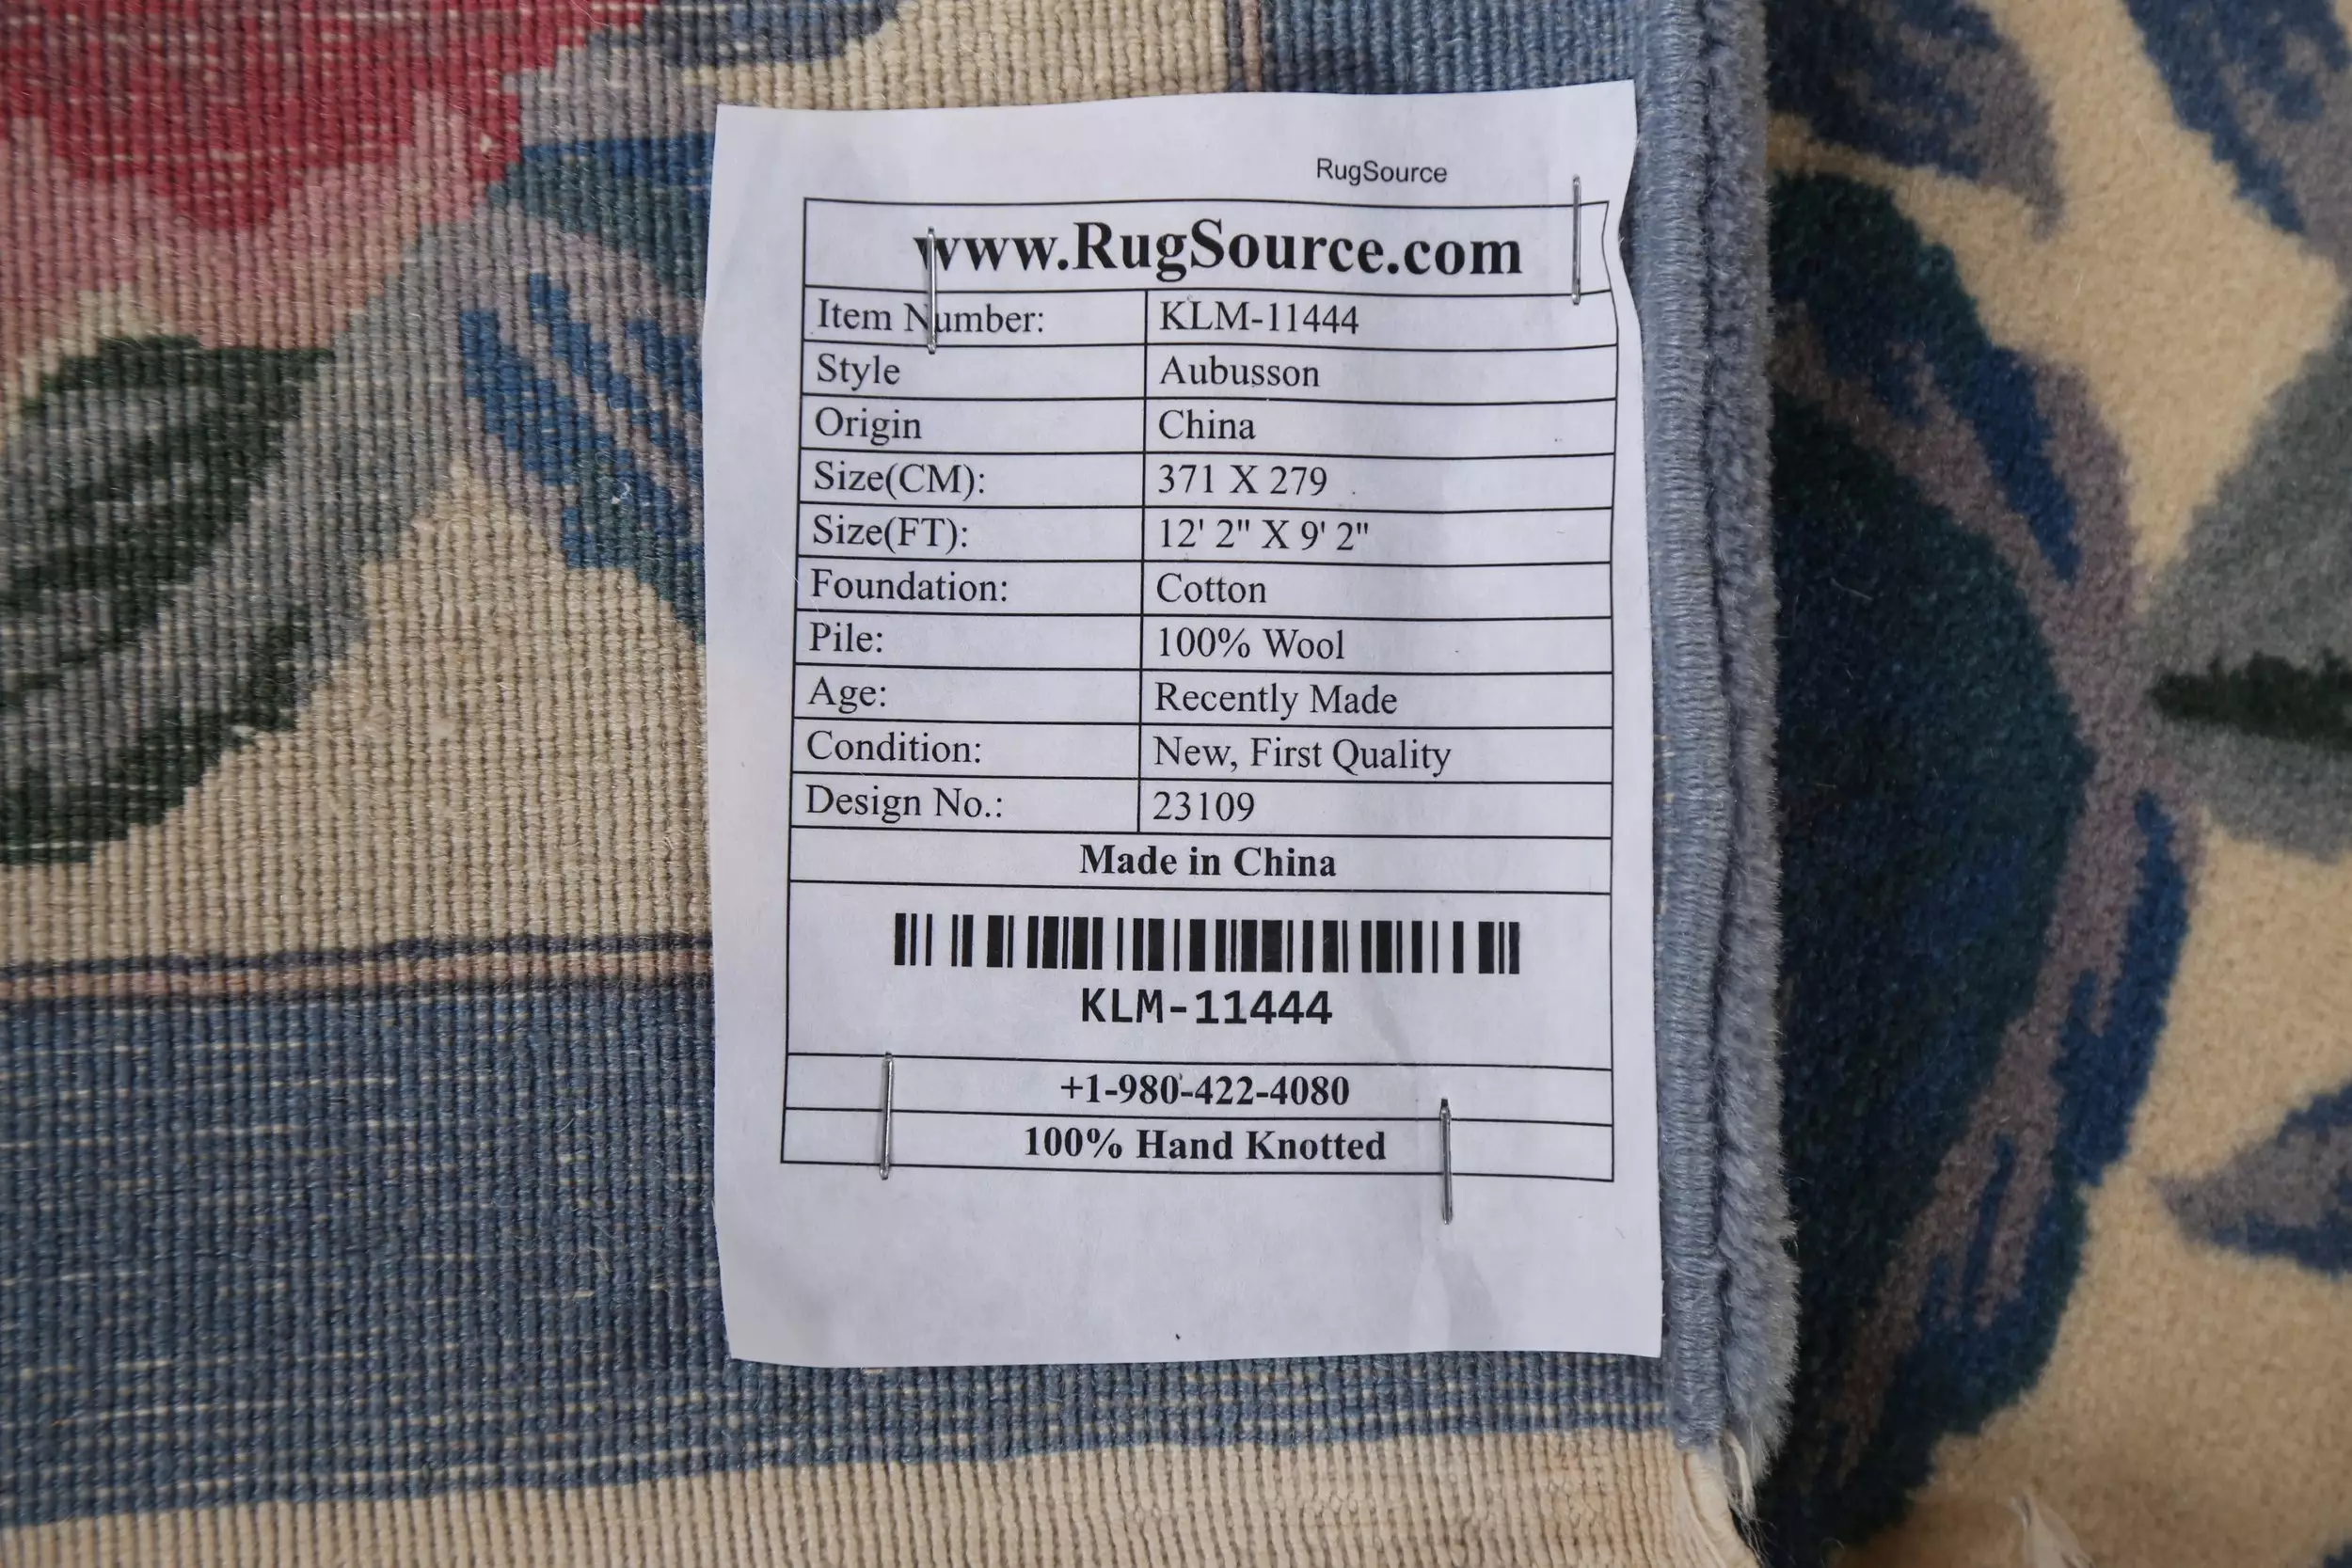 RugSource
www.RugSource.com
Item Number: KLM-11444
Style Aubusson
Origin China
Size(CM): 371 X 279
Size(FT): 12' 2" X 9' 2"
Foundation: Cotton
Pile: 100% Wool
Age: Recently Made
Condition: New, First Quality
Design No.: 23109
Made in China
KLM-11444
+1-980-422-4080
100% Hand Knotted